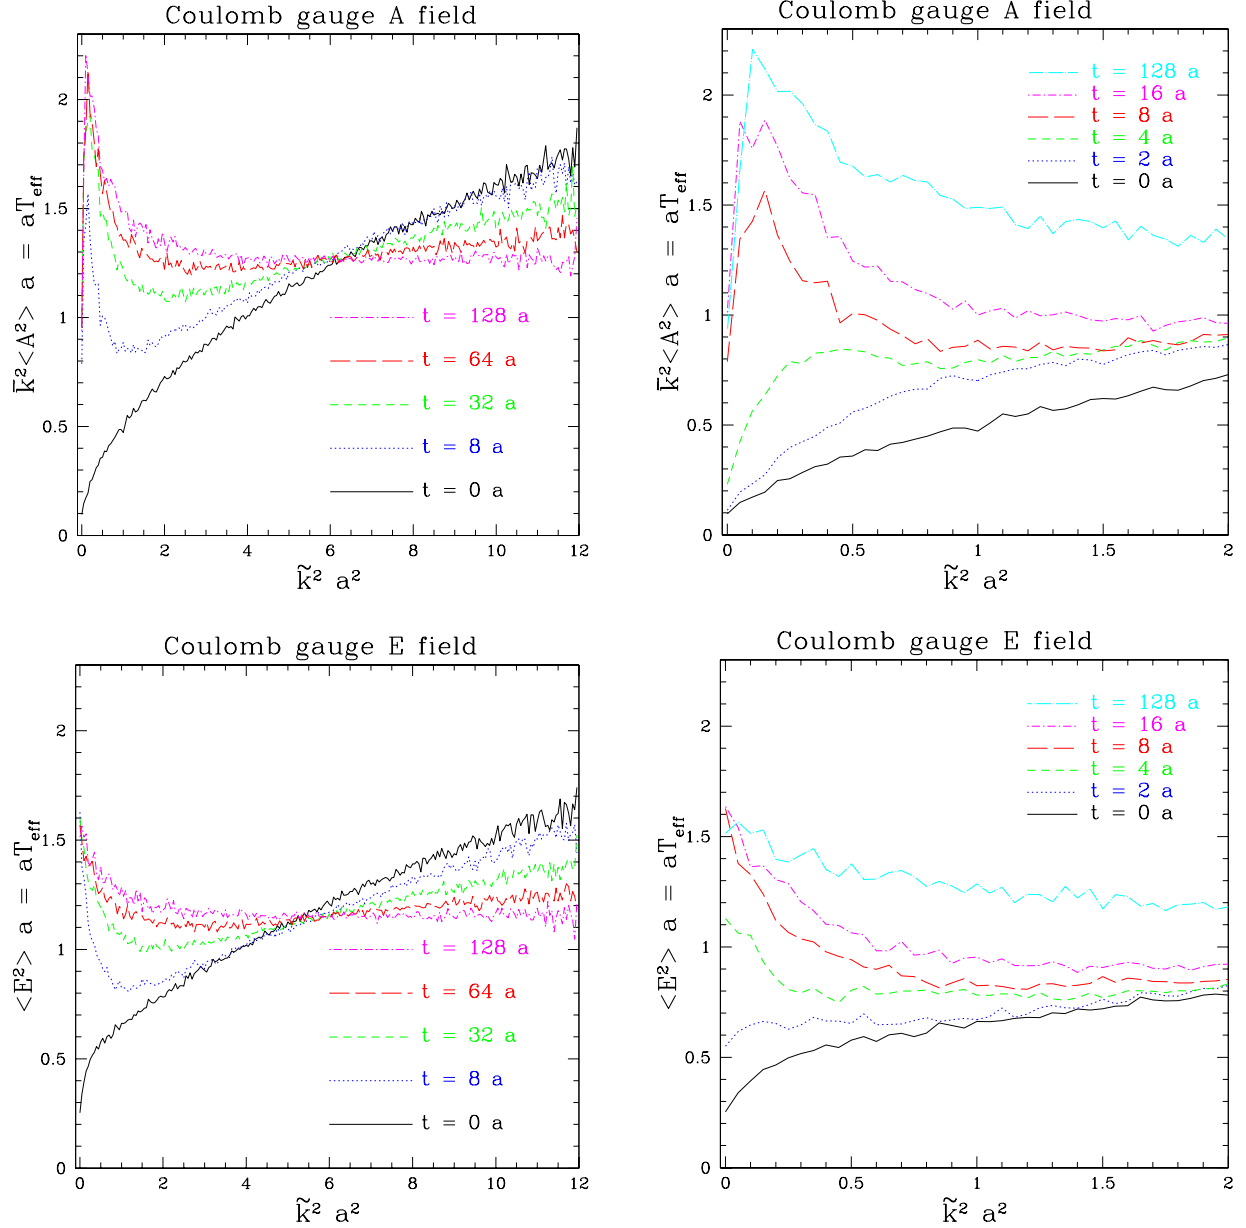 Coulomb gauge A field
k̄²<A²> a = aT_eff
2
1.5
1
0.5
0
t = 128 a
t = 64 a
t = 32 a
t = 8 a
t = 0 a
0 2 4 6 8 10 12
k̃² a²
Coulomb gauge A field
k̄²<A²> a = aT_eff
2
1.5
1
0.5
0
t = 128 a
t = 16 a
t = 8 a
t = 4 a
t = 2 a
t = 0 a
0 0.5 1 1.5 2
k̃² a²
Coulomb gauge E field
<E²> a = aT_eff
2
1.5
1
0.5
0
t = 128 a
t = 64 a
t = 32 a
t = 8 a
t = 0 a
0 2 4 6 8 10 12
k̃² a²
Coulomb gauge E field
<E²> a = aT_eff
2
1.5
1
0.5
0
t = 128 a
t = 16 a
t = 8 a
t = 4 a
t = 2 a
t = 0 a
0 0.5 1 1.5 2
k̃² a²